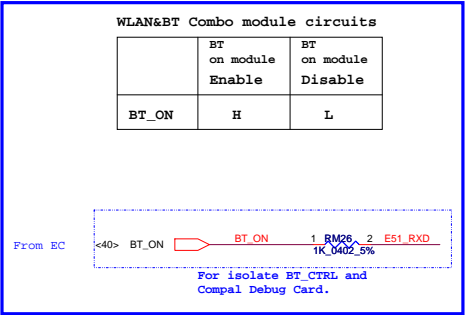 WLAN&BT Combo module circuits
BT on module Enable
BT on module Disable
BT_ON H L
From EC <40> BT_ON BT_ON 1 RM26 2 E51_RXD
1K_0402_5%
For isolate BT_CTRL and
Compal Debug Card.